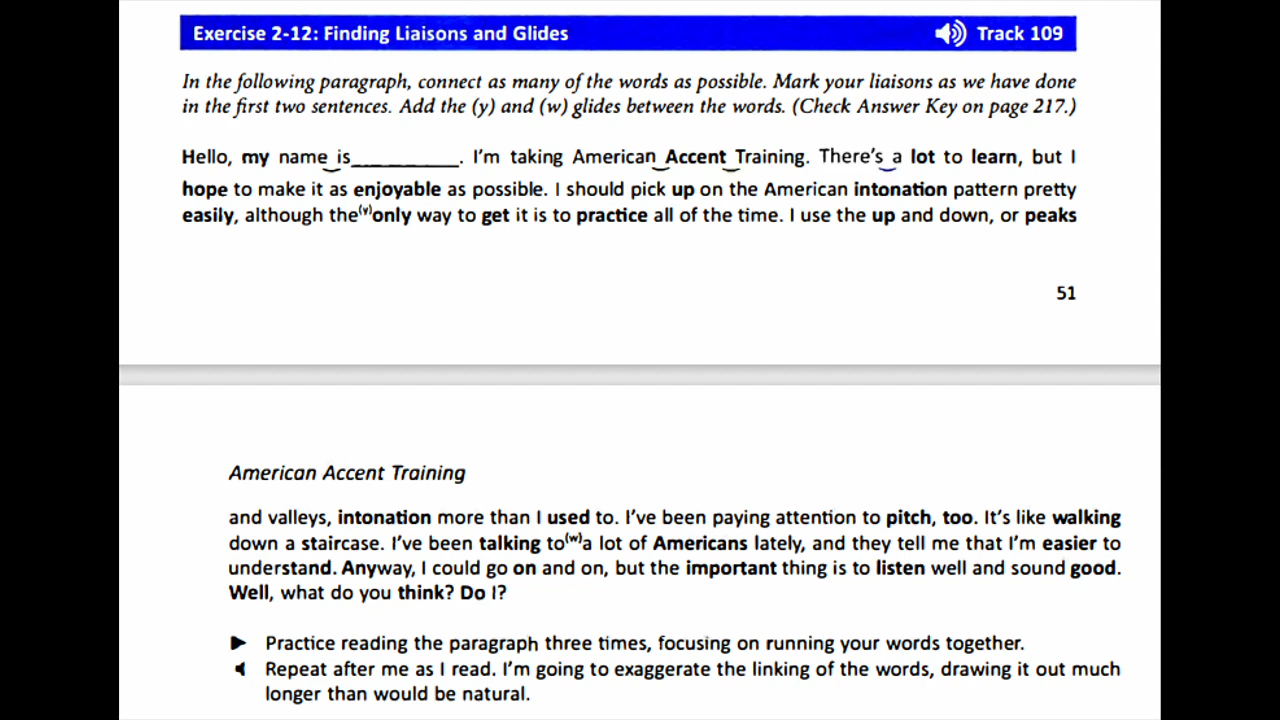 Exercise 2-12: Finding Liaisons and Glides Track 109
In the following paragraph, connect as many of the words as possible. Mark your liaisons as we have done
in the first two sentences. Add the (y) and (w) glides between the words. (Check Answer Key on page 217.)
Hello, my name is__________. I'm taking American Accent Training. There's a lot to learn, but I
hope to make it as enjoyable as possible. I should pick up on the American intonation pattern pretty
easily, although the(y)only way to get it is to practice all of the time. I use the up and down, or peaks
51
American Accent Training
and valleys, intonation more than I used to. I've been paying attention to pitch, too. It's like walking
down a staircase. I've been talking to(w)a lot of Americans lately, and they tell me that I'm easier to
understand. Anyway, I could go on and on, but the important thing is to listen well and sound good.
Well, what do you think? Do I?
Practice reading the paragraph three times, focusing on running your words together.
Repeat after me as I read. I'm going to exaggerate the linking of the words, drawing it out much
longer than would be natural.